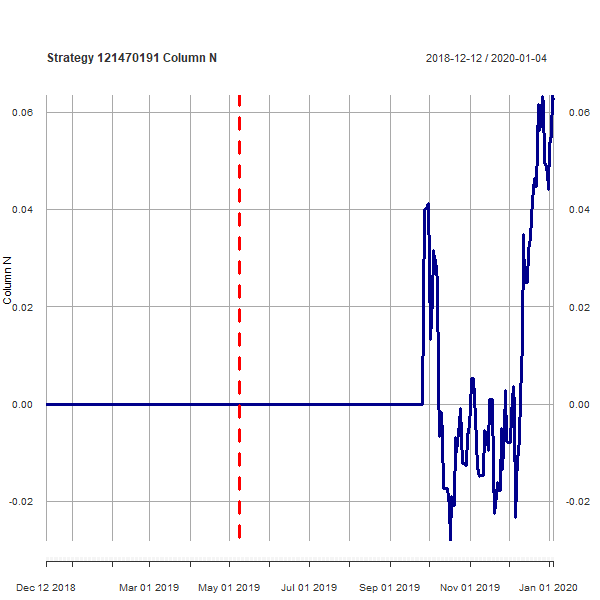 Strategy 121470191 Column N
2018-12-12 / 2020-01-04
0.06
0.06
0.04
0.04
0.02
0.02
Column N
0.00
0.00
-0.02
-0.02
Dec 12 2018
Mar 01 2019
May 01 2019
Jul 01 2019
Sep 01 2019
Nov 01 2019
Jan 01 2020